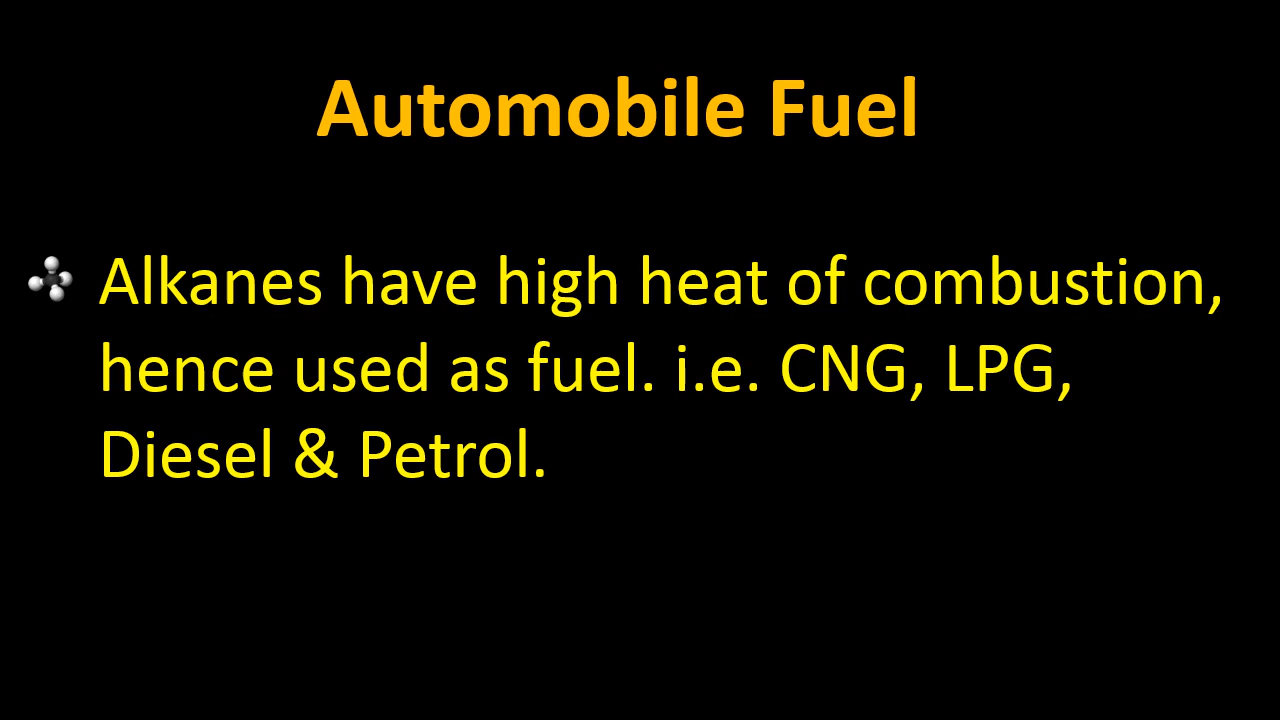 Automobile Fuel
Alkanes have high heat of combustion,
hence used as fuel. i.e. CNG, LPG,
Diesel & Petrol.